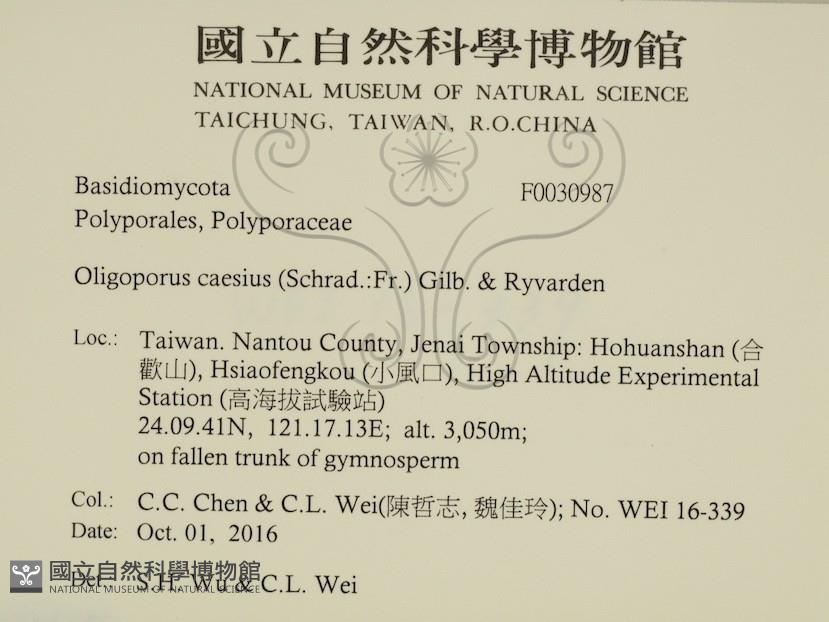 國立自然科學博物館
NATIONAL MUSEUM OF NATURAL SCIENCE
TAICHUNG, TAIWAN, R.O.CHINA
Basidiomycota F0030987
Polyporales, Polyporaceae
Oligoporus caesius (Schrad.:Fr.) Gilb. & Ryvarden
Loc.: Taiwan. Nantou County, Jenai Township: Hohuanshan (合
歡山), Hsiaofengkou (小風口), High Altitude Experimental
Station (高海拔試驗站)
24.09.41N, 121.17.13E; alt. 3,050m;
on fallen trunk of gymnosperm
Col.: C.C. Chen & C.L. Wei(陳哲志, 魏佳玲); No. WEI 16-339
Date: Oct. 01, 2016
Det.: S.H. Wu & C.L. Wei
國立自然科學博物館
NATIONAL MUSEUM OF NATURAL SCIENCE